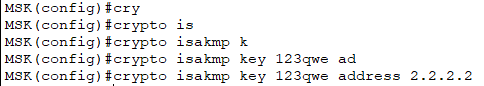 MSK(config)#cry
MSK(config)#crypto is
MSK(config)#crypto isakmp k
MSK(config)#crypto isakmp key 123qwe ad
MSK(config)#crypto isakmp key 123qwe address 2.2.2.2